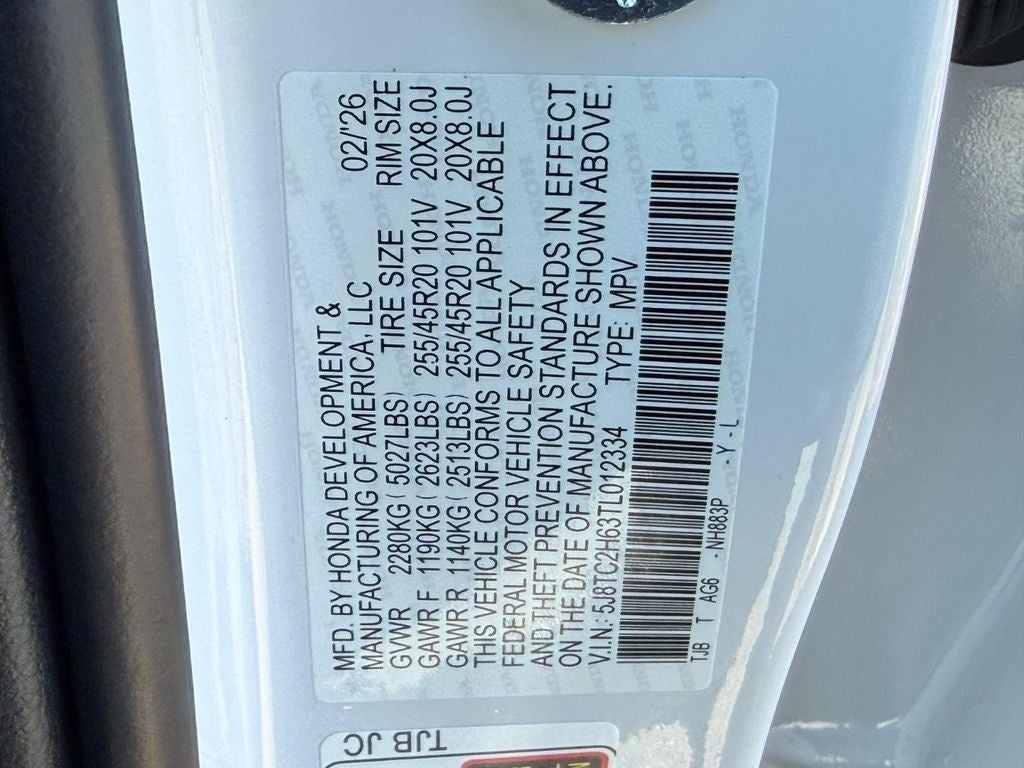 MFD. BY HONDA DEVELOPMENT &
MANUFACTURING OF AMERICA, LLC 02/'26
GVWR 2280KG ( 5027LBS) TIRE SIZE RIM SIZE
GAWR F 1190KG ( 2623LBS) 255/45R20 101V 20X8.0J
GAWR R 1140KG ( 2513LBS) 255/45R20 101V 20X8.0J
THIS VEHICLE CONFORMS TO ALL APPLICABLE
FEDERAL MOTOR VEHICLE SAFETY
AND THEFT PREVENTION STANDARDS IN EFFECT
ON THE DATE OF MANUFACTURE SHOWN ABOVE.
V.I.N: 5J8TC2H63TL012334 TYPE: MPV
TJB T AG6 -NH883P -Y-L
TJB JC